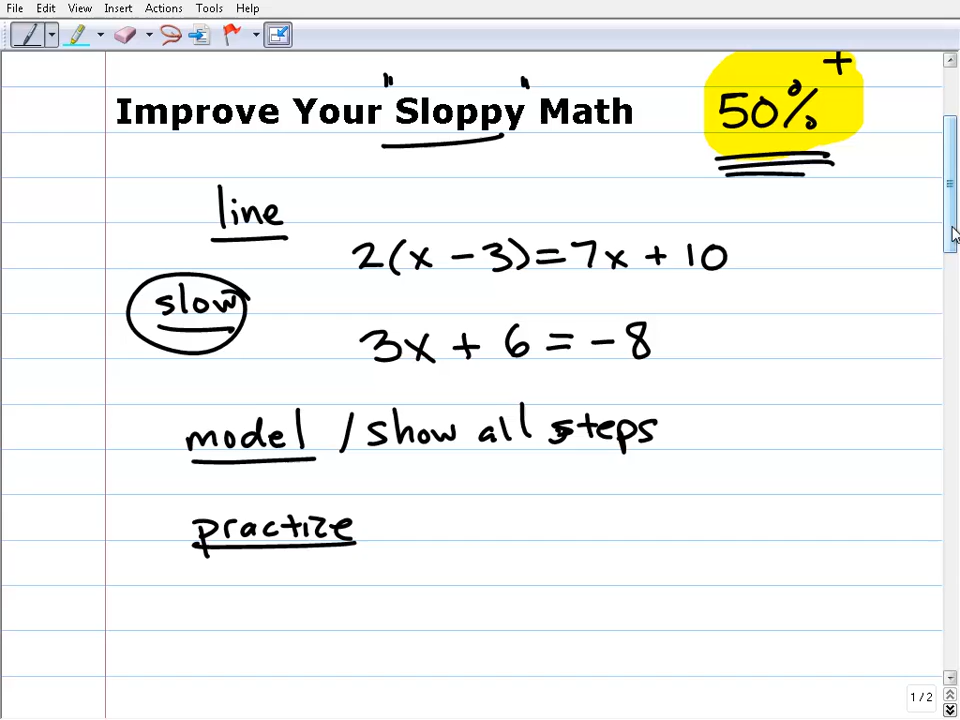 File Edit View Insert Actions Tools Help
Improve Your "Sloppy" Math 50% +
line
2(x - 3) = 7x + 10
slow
3x + 6 = -8
model / show all steps
practize
1 / 2